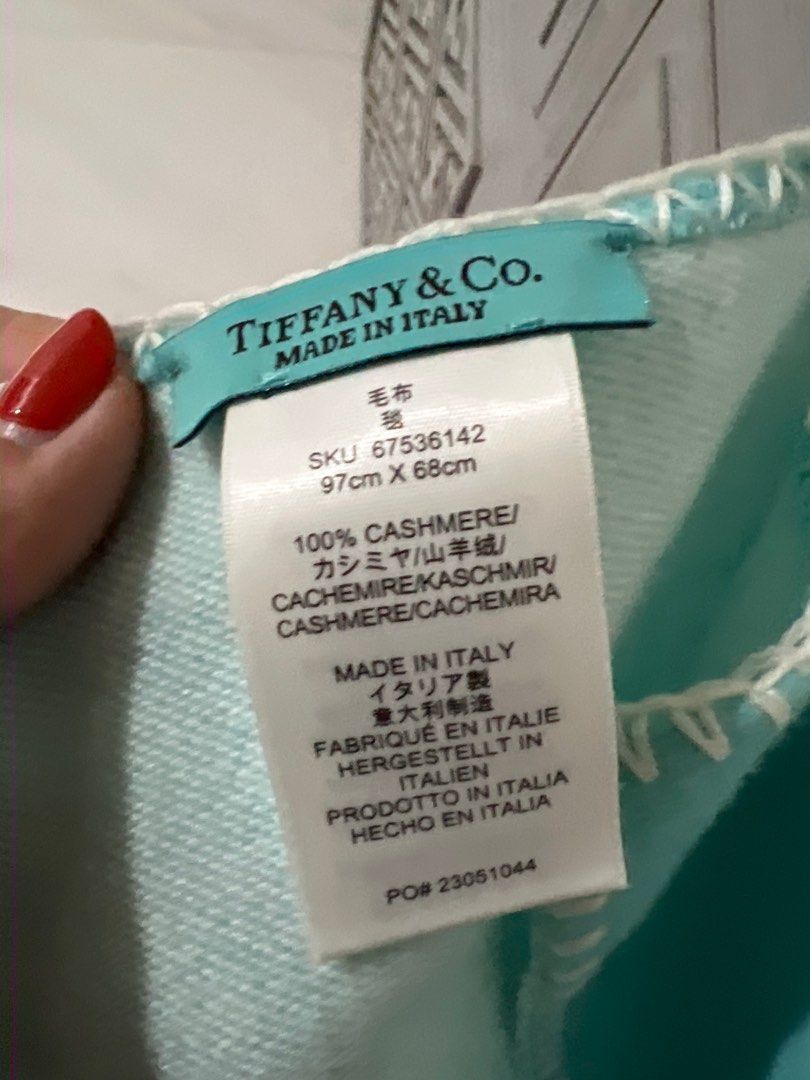 TIFFANY & CO.
MADE IN ITALY
毛布
毯
SKU 67536142
97cm X 68cm
100% CASHMERE/
カシミヤ/山羊绒/
CACHEMIRE/KASCHMIR/
CASHMERE/CACHEMIRA
MADE IN ITALY
イタリア製
意大利制造
FABRIQUÉ EN ITALIE
HERGESTELLT IN
ITALIEN
PRODOTTO IN ITALIA
HECHO EN ITALIA
PO# 23051044